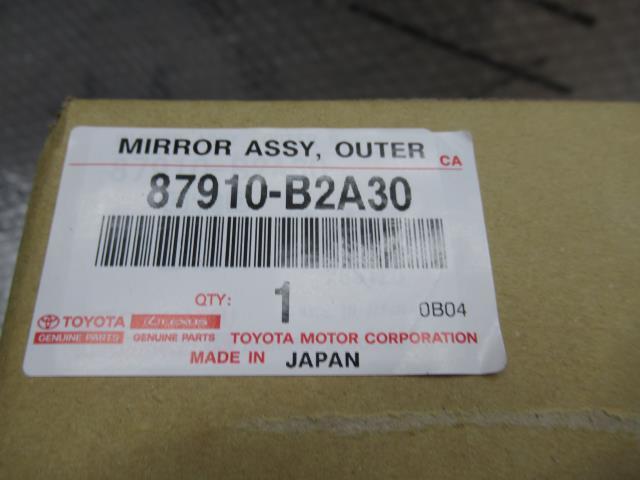 MIRROR ASSY, OUTER CA
87910-B2A30
QTY: 1 0B04
TOYOTA LEXUS
GENUINE PARTS GENUINE PARTS TOYOTA MOTOR CORPORATION
MADE IN JAPAN